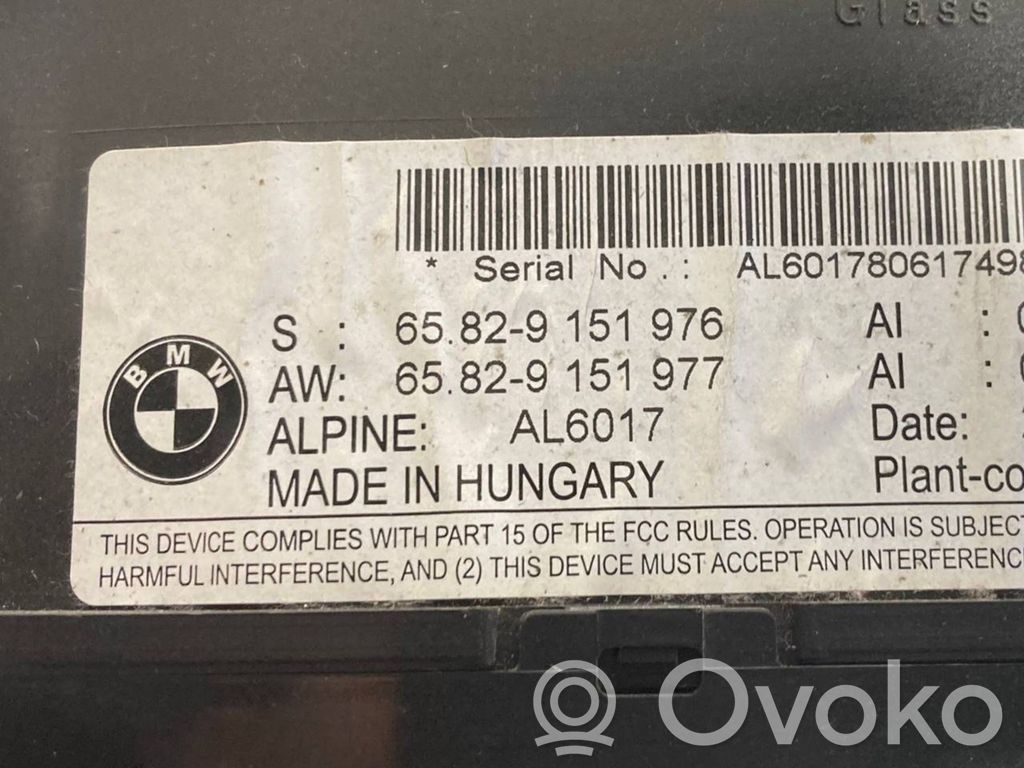 Glass
* Serial No.: AL601780617498
BMW
S : 65.82-9 151 976 AI :
AW: 65.82-9 151 977 AI :
ALPINE: AL6017 Date:
MADE IN HUNGARY Plant-co
THIS DEVICE COMPLIES WITH PART 15 OF THE FCC RULES. OPERATION IS SUBJECT
HARMFUL INTERFERENCE, AND (2) THIS DEVICE MUST ACCEPT ANY INTERFERENC
Ovoko